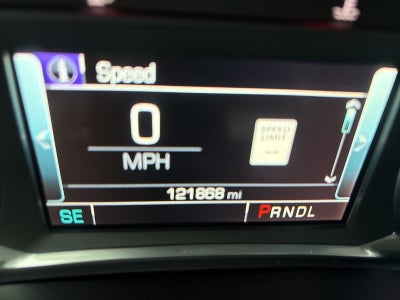 Speed
0
MPH
SPEED
LIMIT
121868 mi
SE
PRNDL